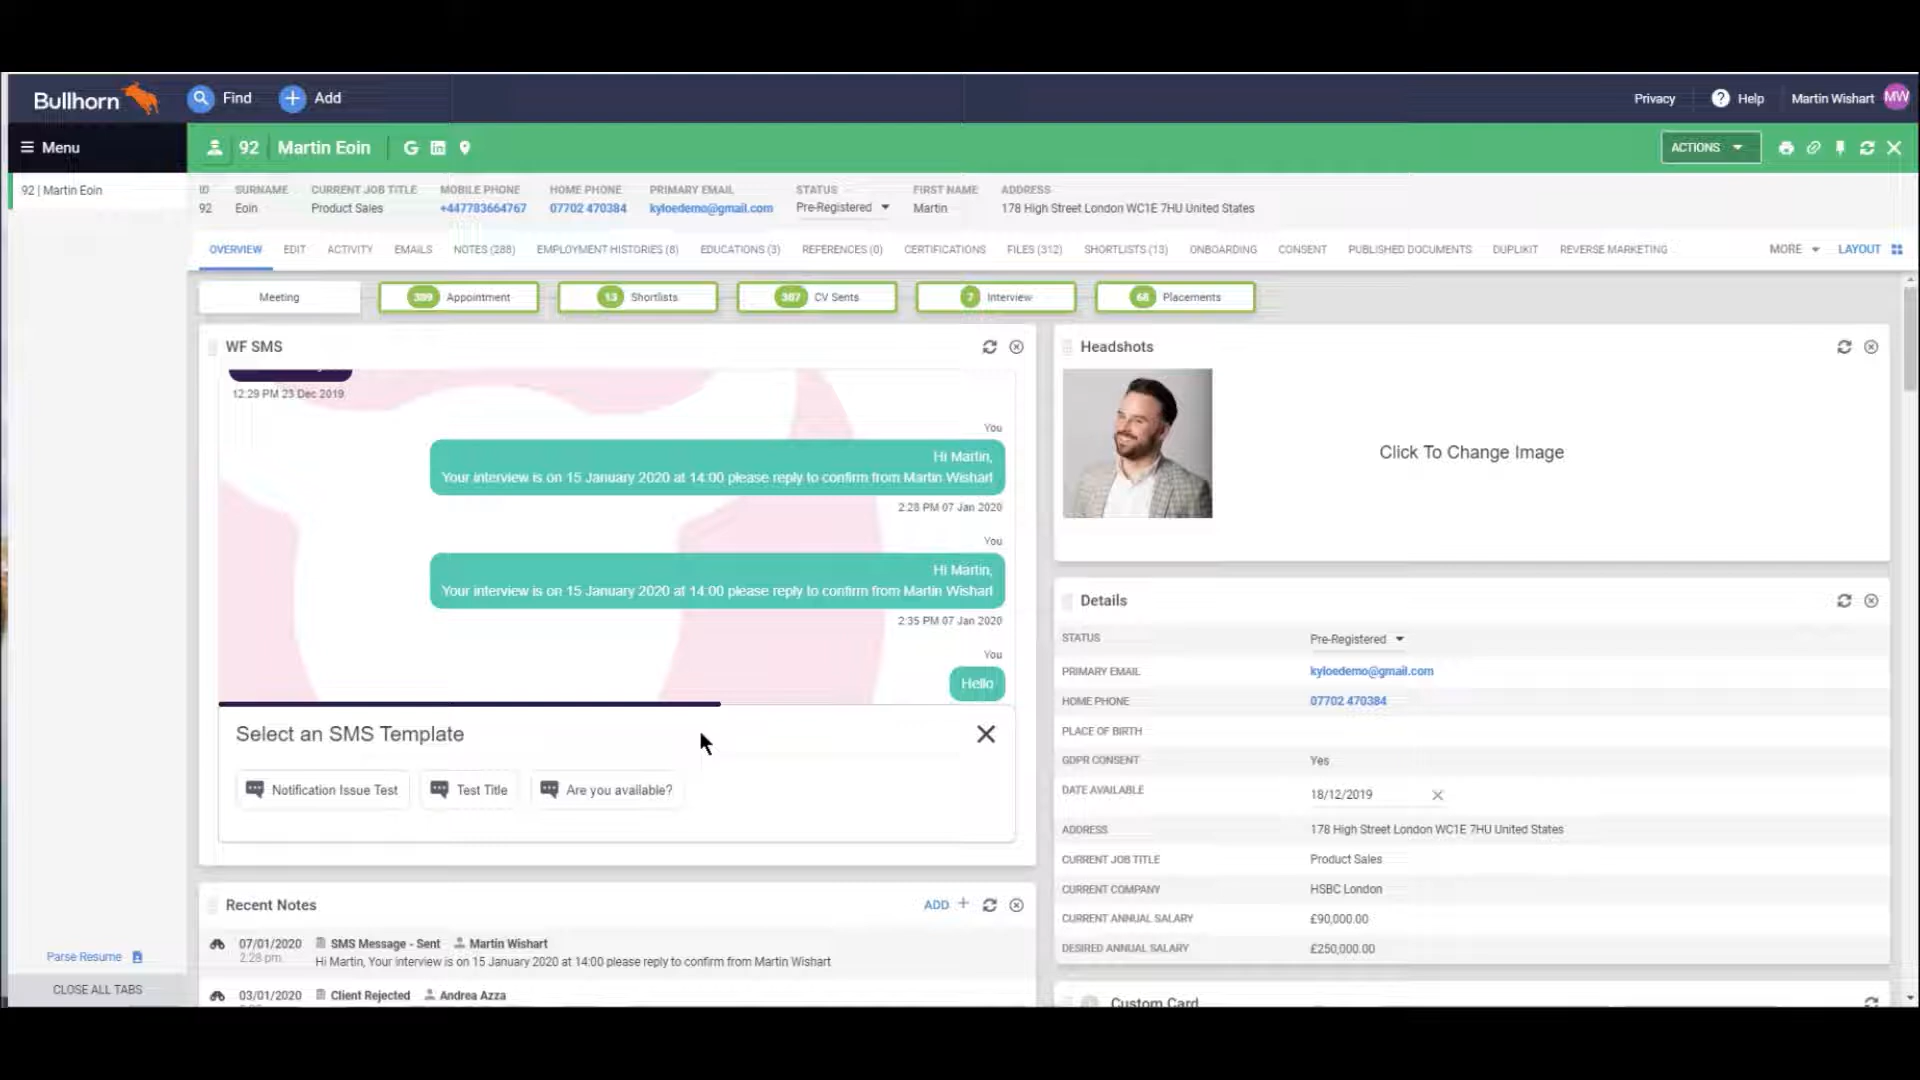 Bullhorn Find Add Privacy Help Martin Wishart MW
Menu 92 Martin Eoin ACTIONS
92 | Martin Eoin
ID SURNAME CURRENT JOB TITLE MOBILE PHONE HOME PHONE PRIMARY EMAIL STATUS FIRST NAME ADDRESS
92 Eoin Product Sales +447783664767 07702 470384 kyloedemo@gmail.com Pre-Registered Martin 178 High Street London WC1E 7HU United States
OVERVIEW EDIT ACTIVITY EMAILS NOTES (288) EMPLOYMENT HISTORIES (8) EDUCATIONS (3) REFERENCES (0) CERTIFICATIONS FILES (312) SHORTLISTS (13) ONBOARDING CONSENT PUBLISHED DOCUMENTS DUPLIKIT REVERSE MARKETING MORE LAYOUT
Meeting 309 Appointment 13 Shortlists 387 CV Sents 7 Interview 68 Placements
WF SMS
12:29 PM 23 Dec 2019
You
Hi Martin,
Your interview is on 15 January 2020 at 14:00 please reply to confirm from Martin Wishart
2:28 PM 07 Jan 2020
You
Hi Martin,
Your interview is on 15 January 2020 at 14:00 please reply to confirm from Martin Wishart
2:35 PM 07 Jan 2020
You
Hello
Select an SMS Template
Notification Issue Test Test Title Are you available?
Recent Notes ADD +
07/01/2020 SMS Message - Sent Martin Wishart
2:28 pm Hi Martin, Your interview is on 15 January 2020 at 14:00 please reply to confirm from Martin Wishart
03/01/2020 Client Rejected Andrea Azza
Parse Resume
CLOSE ALL TABS
Headshots
Click To Change Image
Details
STATUS Pre-Registered
PRIMARY EMAIL kyloedemo@gmail.com
HOME PHONE 07702 470384
PLACE OF BIRTH
GDPR CONSENT Yes
DATE AVAILABLE 18/12/2019
ADDRESS 178 High Street London WC1E 7HU United States
CURRENT JOB TITLE Product Sales
CURRENT COMPANY HSBC London
CURRENT ANNUAL SALARY £90,000.00
DESIRED ANNUAL SALARY £250,000.00
Custom Card